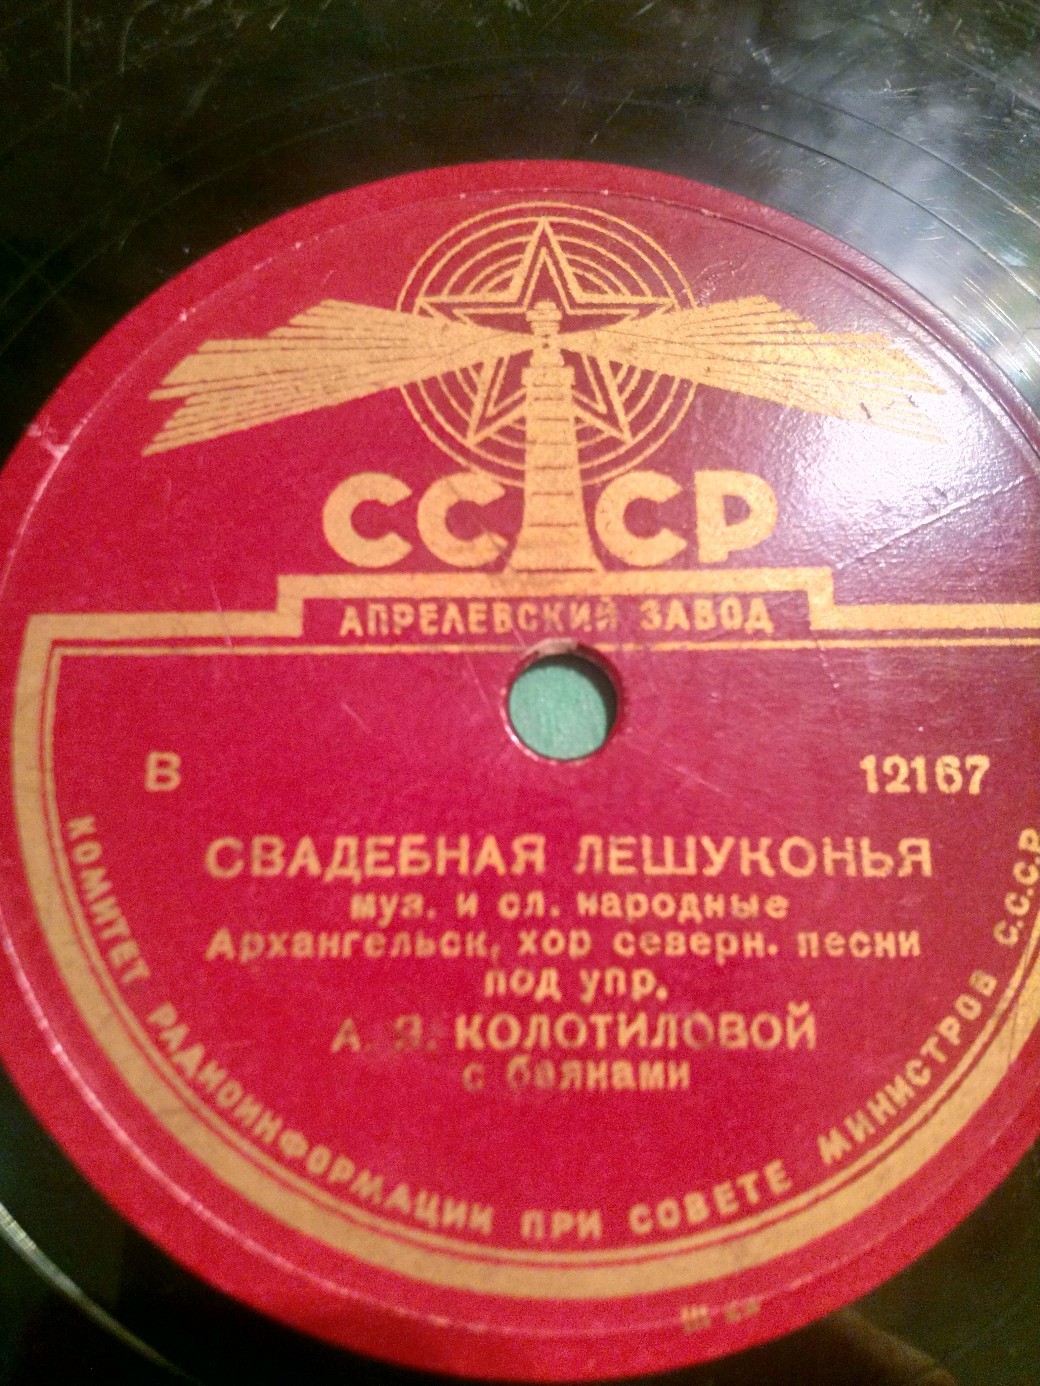 СССР
АПРЕЛЕВСКИЙ ЗАВОД
В 12167
СВАДЕБНАЯ ЛЕШУКОНЬЯ
муз. и сл. народные
Архангельск. хор северн. песни
под упр.
А. Я. КОЛОТИЛОВОЙ
с баянами
КОМИТЕТ РАДИОИНФОРМАЦИИ ПРИ СОВЕТЕ МИНИСТРОВ С.С.С.Р.